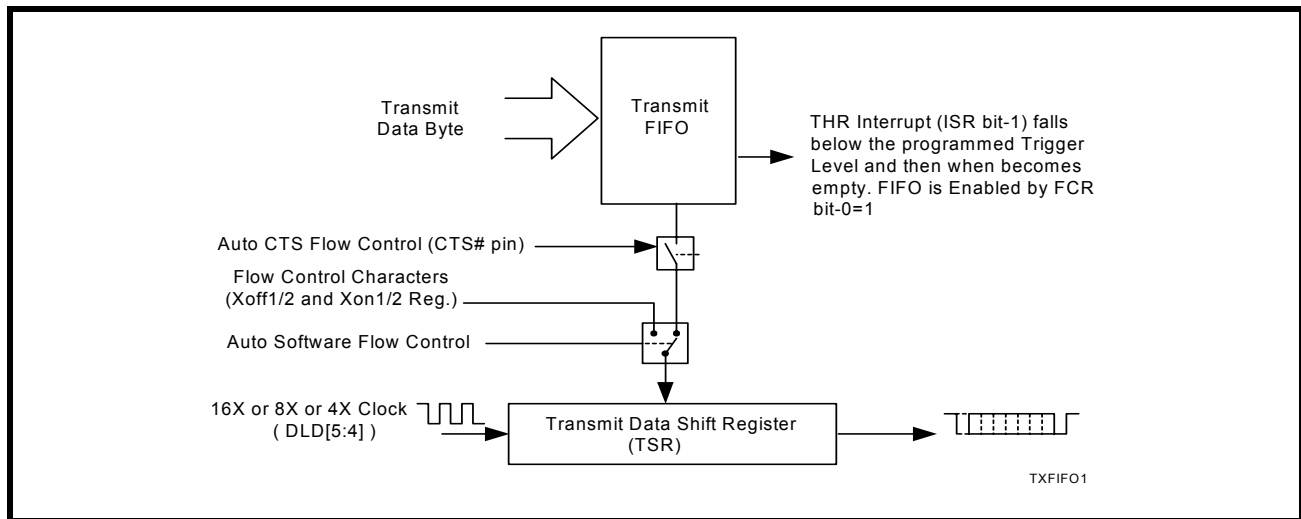 Transmit
Data Byte
Transmit
FIFO
THR Interrupt (ISR bit-1) falls
below the programmed Trigger
Level and then when becomes
empty. FIFO is Enabled by FCR
bit-0=1
Auto CTS Flow Control (CTS# pin)
Flow Control Characters
(Xoff1/2 and Xon1/2 Reg.)
Auto Software Flow Control
16X or 8X or 4X Clock
( DLD[5:4] )
Transmit Data Shift Register
(TSR)
TXFIFO1